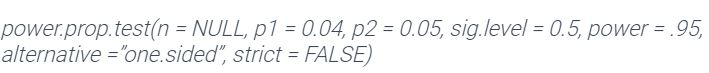 power.prop.test(n = NULL, p1 = 0.04, p2 = 0.05, sig.level = 0.5, power = .95,
alternative =”one.sided”, strict = FALSE)